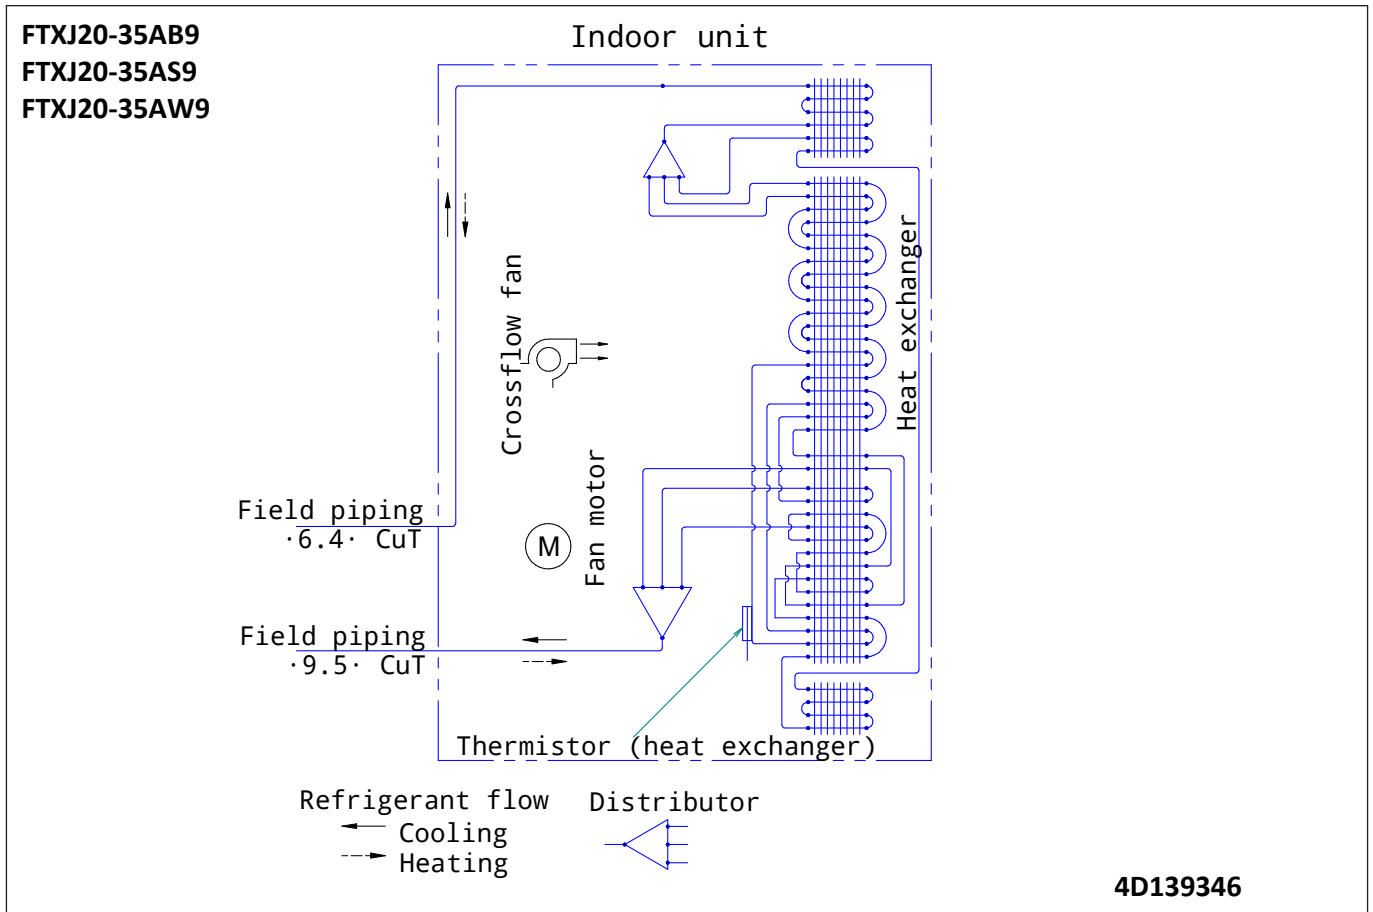 FTXJ20-35AB9
FTXJ20-35AS9
FTXJ20-35AW9
Indoor unit
Heat exchanger
Crossflow fan
Fan motor
M
Field piping
·6.4· CuT
Field piping
·9.5· CuT
Thermistor (heat exchanger)
Refrigerant flow
Cooling
Heating
Distributor
4D139346